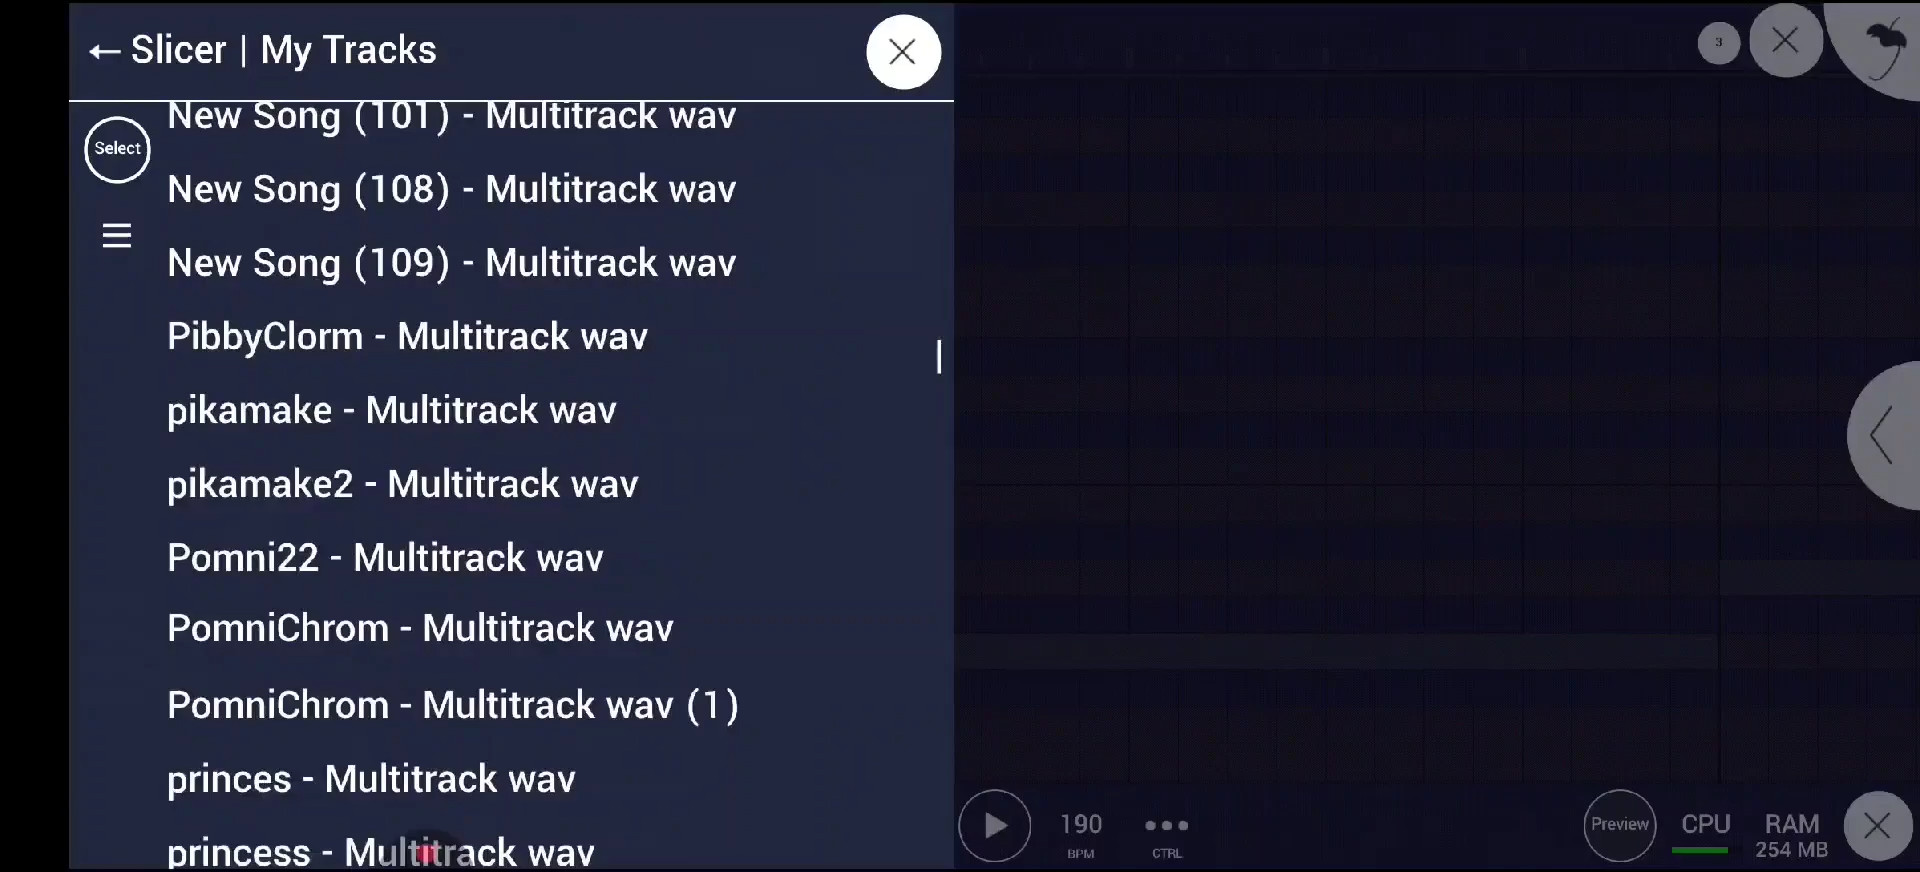 ← Slicer | My Tracks
3
Select
New Song (101) - Multitrack wav
New Song (108) - Multitrack wav
New Song (109) - Multitrack wav
PibbyClorm - Multitrack wav
pikamake - Multitrack wav
pikamake2 - Multitrack wav
Pomni22 - Multitrack wav
PomniChrom - Multitrack wav
PomniChrom - Multitrack wav (1)
princes - Multitrack wav
princess - Multitrack wav
190
BPM
CTRL
Preview
CPU
RAM
254 MB